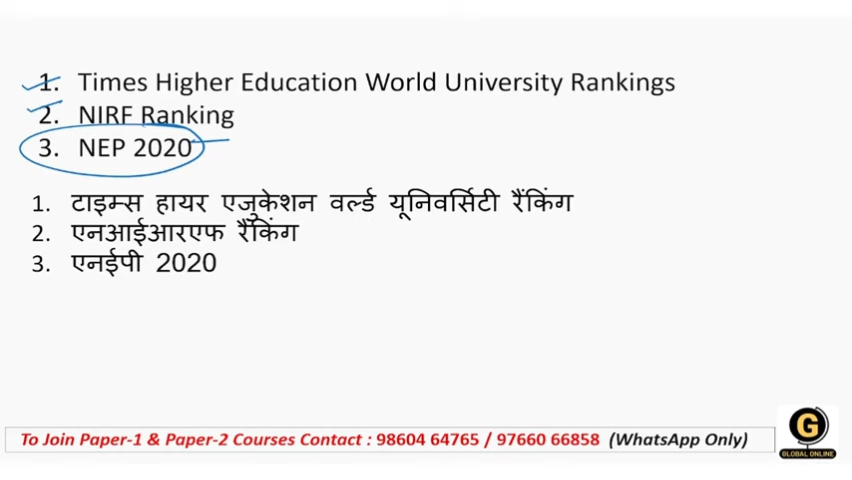 1. Times Higher Education World University Rankings
2. NIRF Ranking
3. NEP 2020
1. टाइम्स हायर एजुकेशन वर्ल्ड यूनिवर्सिटी रैंकिंग
2. एनआईआरएफ रैंकिंग
3. एनईपी 2020
To Join Paper-1 & Paper-2 Courses Contact : 98604 64765 / 97660 66858 (WhatsApp Only)
G
GLOBAL ONLINE